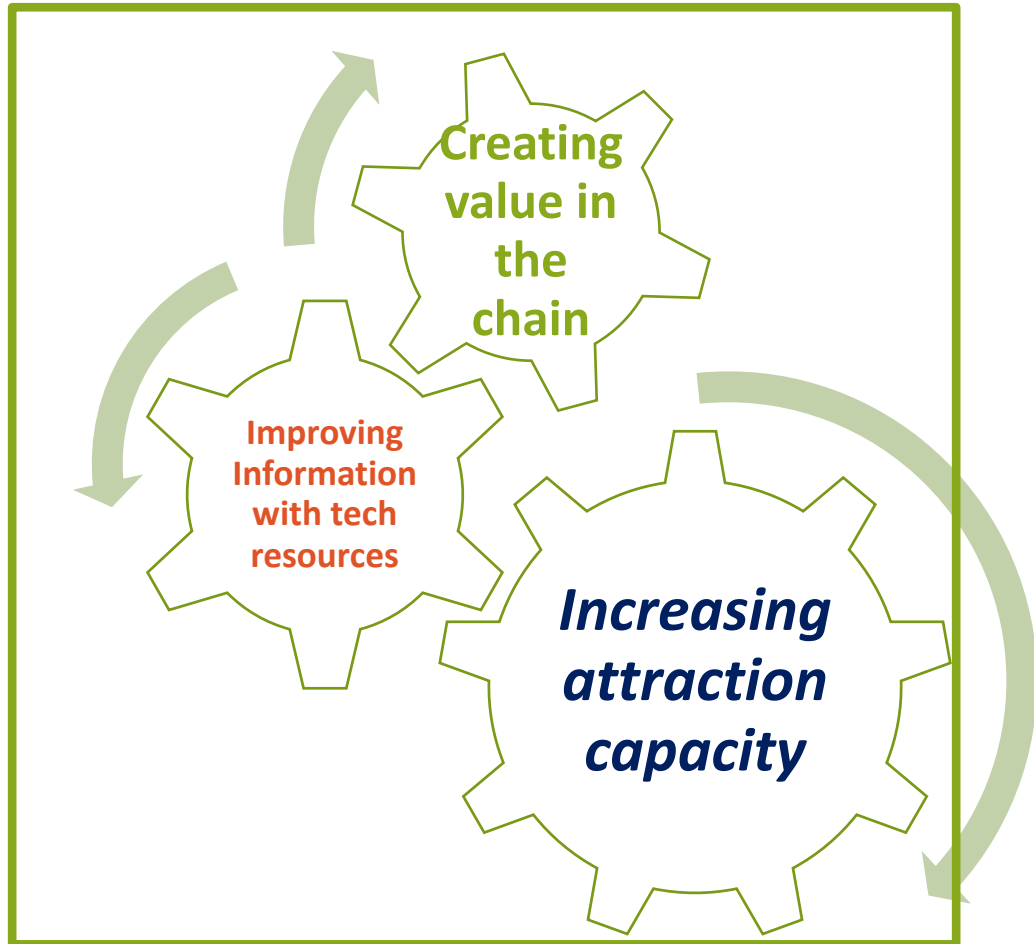 Creating
value in
the
chain
Improving
Information
with tech
resources
Increasing
attraction
capacity